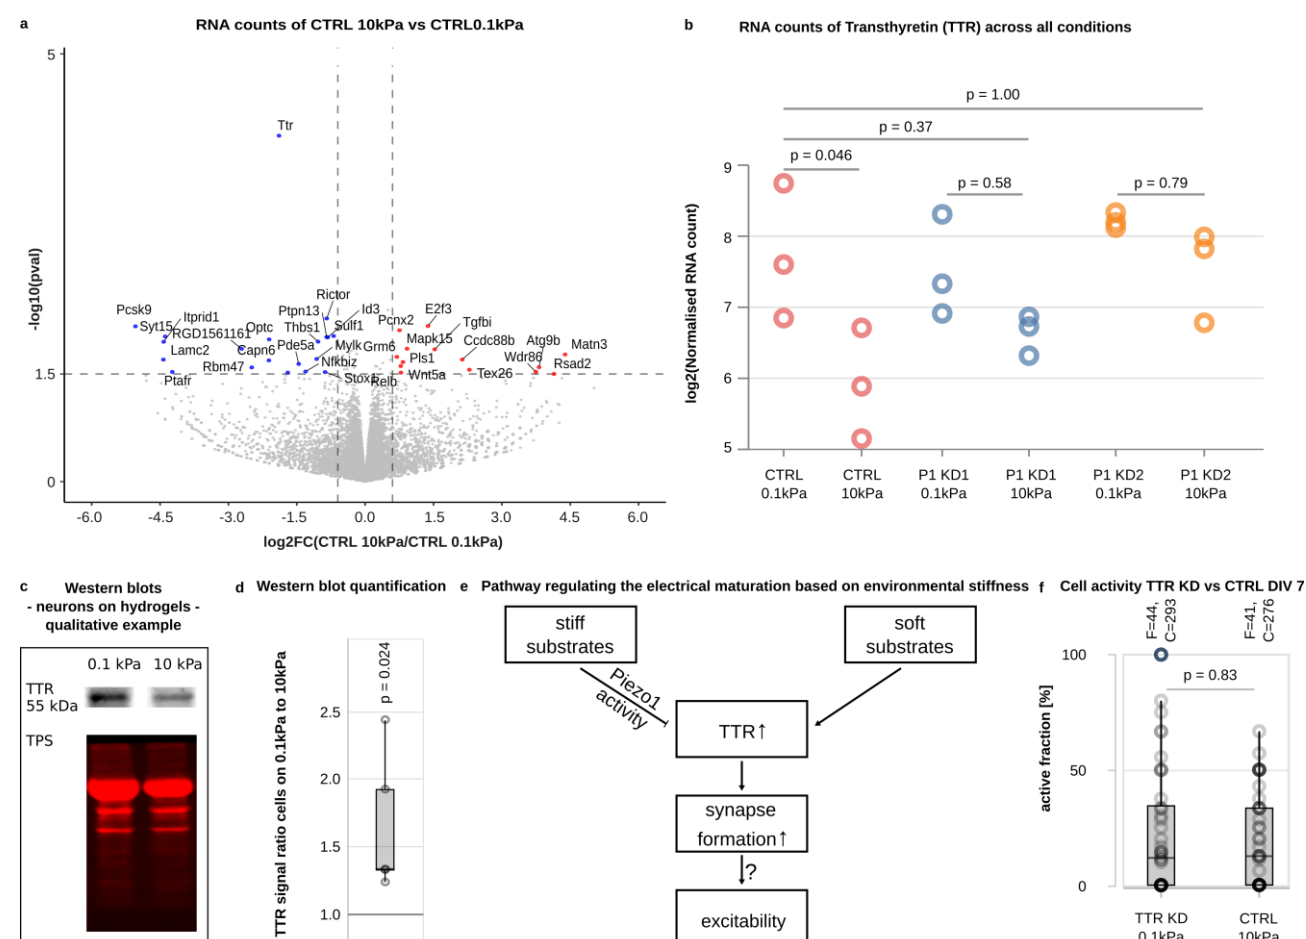 a
RNA counts of CTRL 10kPa vs CTRL0.1kPa
5
1.5
0
-log10(pval)
Ttr
Pcsk9
Syt15
Itprid1
RGD1561161
Optc
Lamc2
Capn6
Rbm47
Ptafr
Rictor
Ptpn13
Id3
Thbs1
Sulf1
Pde5a
Mylk
Nfkbiz
Stox1
Relb
Grm6
Pcnx2
E2f3
Tgfbi
Mapk15
Ccdc88b
Pls1
Wnt5a
Tex26
Atg9b
Matn3
Wdr86
Rsad2
-6.0 -4.5 -3.0 -1.5 0.0 1.5 3.0 4.5 6.0
log2FC(CTRL 10kPa/CTRL 0.1kPa)
b
RNA counts of Transthyretin (TTR) across all conditions
p = 1.00
p = 0.37
p = 0.046
p = 0.58
p = 0.79
9
8
7
6
5
log2(Normalised RNA count)
CTRL 0.1kPa
CTRL 10kPa
P1 KD1 0.1kPa
P1 KD1 10kPa
P1 KD2 0.1kPa
P1 KD2 10kPa
c
Western blots
- neurons on hydrogels -
qualitative example
0.1 kPa 10 kPa
TTR
55 kDa
TPS
d
Western blot quantification
TTR signal ratio cells on 0.1kPa to 10kPa
p = 0.024
2.5
2.0
1.5
1.0
e
Pathway regulating the electrical maturation based on environmental stiffness
stiff
substrates
soft
substrates
Piezo1
activity
TTR↑
synapse
formation↑
?
excitability
f
Cell activity TTR KD vs CTRL DIV 7
F=44,
C=293
F=41,
C=276
p = 0.83
100
50
0
active fraction [%]
TTR KD
0.1kPa
CTRL
10kPa